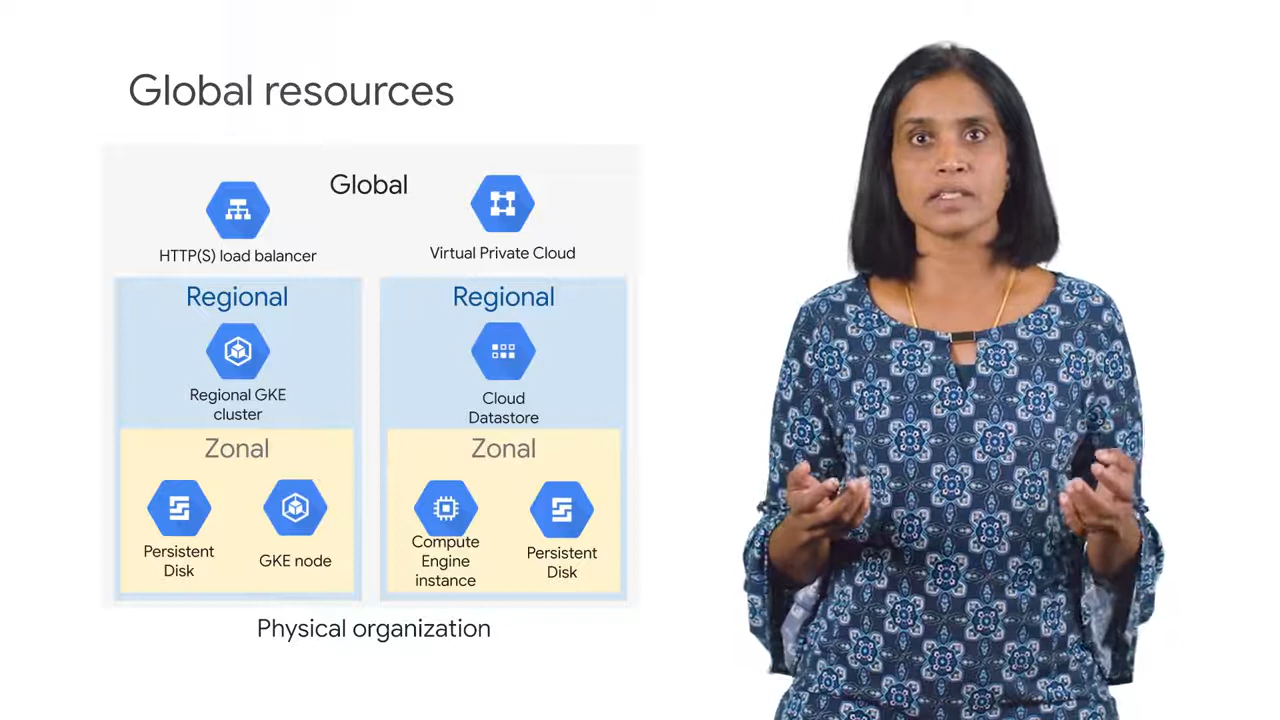 Global resources
Global
HTTP(S) load balancer
Virtual Private Cloud
Regional
Regional GKE
cluster
Zonal
Persistent
Disk
GKE node
Regional
Cloud
Datastore
Zonal
Compute
Engine
instance
Persistent
Disk
Physical organization